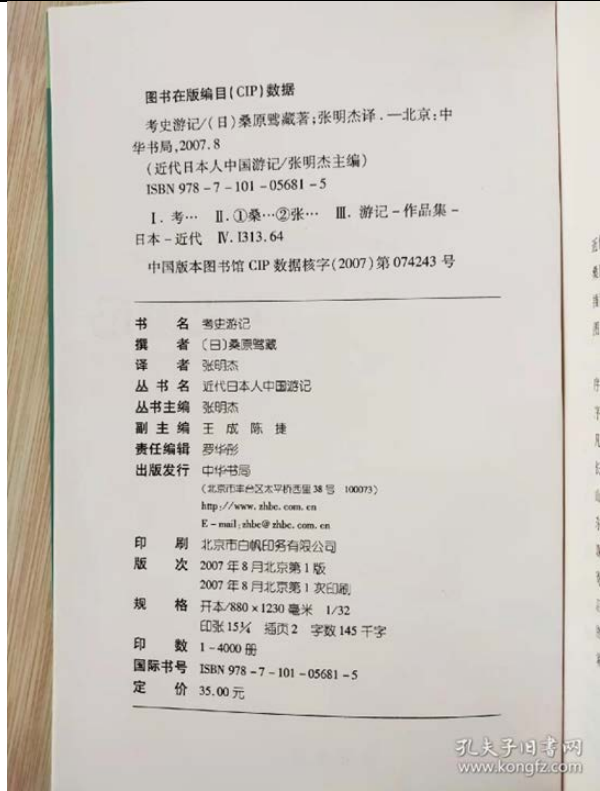 图书在版编目(CIP)数据
考史游记/(日)桑原骘藏著;张明杰译.—北京:中
华书局,2007.8
(近代日本人中国游记/张明杰主编)
ISBN 978-7-101-05681-5
Ⅰ.考… Ⅱ.①桑…②张… Ⅲ.游记-作品集-
日本-近代 Ⅳ.I313.64
中国版本图书馆CIP数据核字(2007)第074243号
书名 考史游记
撰者 (日)桑原骘藏
译者 张明杰
丛书名 近代日本人中国游记
丛书主编 张明杰
副主编 王成 陈捷
责任编辑 罗华彤
出版发行 中华书局
(北京市丰台区太平桥西里38号 100073)
http://www.zhbc.com.cn
E-mail:zhbc@zhbc.com.cn
印刷 北京市白帆印务有限公司
版次 2007年8月北京第1版
2007年8月北京第1次印刷
规格 开本/880×1230毫米 1/32
印张15¼ 插页2 字数145千字
印数 1-4000册
国际书号 ISBN 978-7-101-05681-5
定价 35.00元
孔夫子旧书网
www.kongfz.com